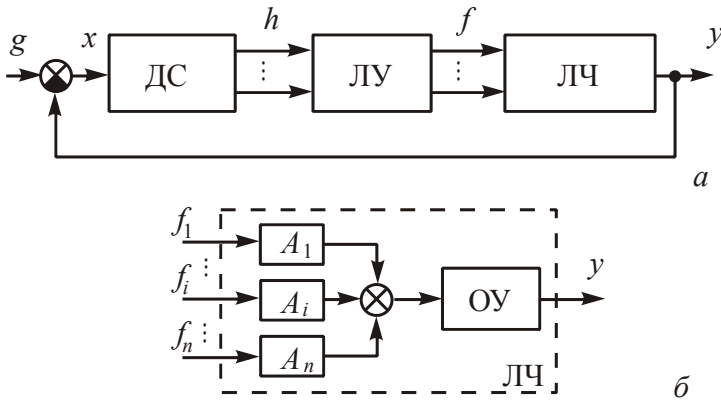 g x h f y
ДС ЛУ ЛЧ
а
f₁ A₁
fᵢ Aᵢ ОУ y
fₙ Aₙ ЛЧ
б